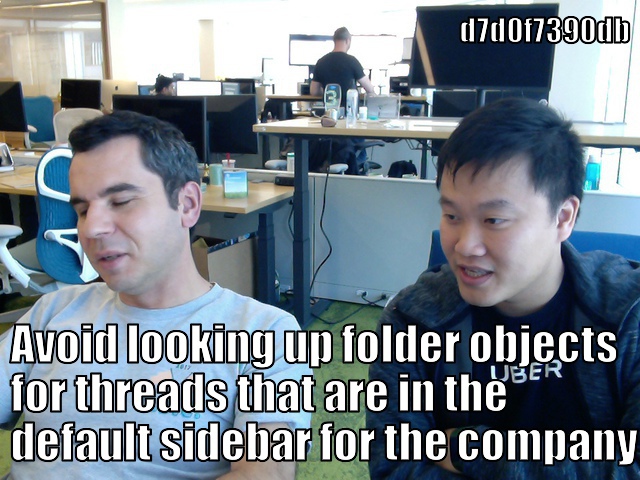 d7d0f7390db
Avoid looking up folder objects
UBER
for threads that are in the
default sidebar for the company